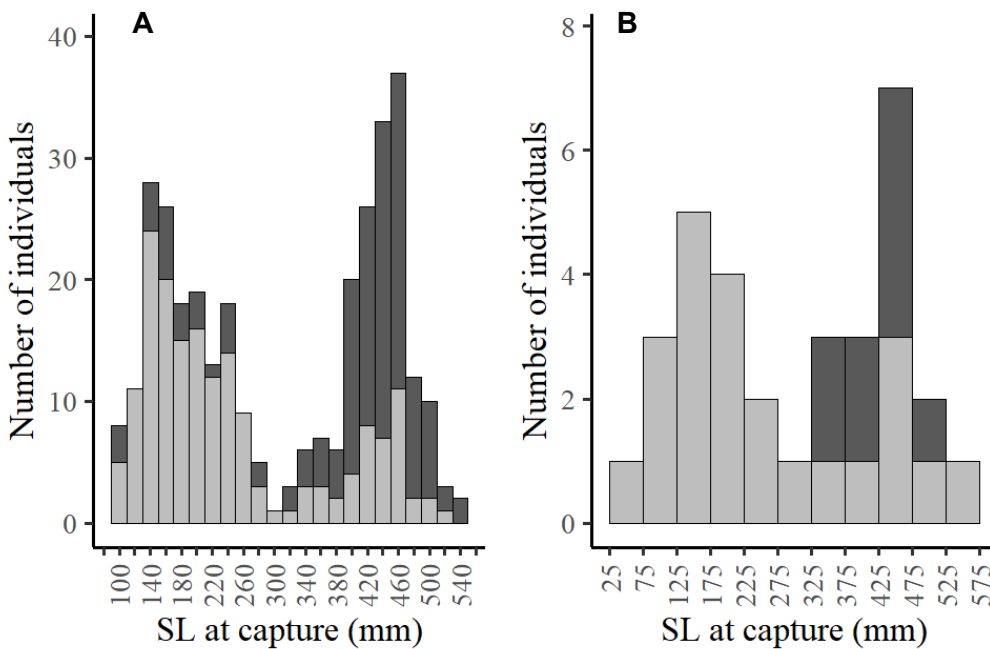 A
Number of individuals
40
30
20
10
0
100 140 180 220 260 300 340 380 420 460 500 540
SL at capture (mm)
B
Number of individuals
8
6
4
2
0
25 75 125 175 225 275 325 375 425 475 525 575
SL at capture (mm)